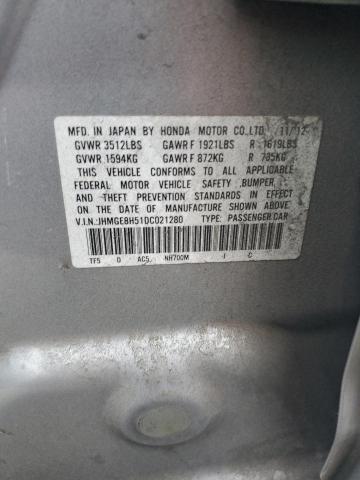 MFD. IN JAPAN BY HONDA MOTOR CO.,LTD. 11/12
GVWR 3512LBS GAWR F 1921LBS R 1619LBS
GVWR 1594KG GAWR F 872KG R 735KG
THIS VEHICLE CONFORMS TO ALL APPLICABLE
FEDERAL MOTOR VEHICLE SAFETY, BUMPER,
AND THEFT PREVENTION STANDARDS IN EFFECT
ON THE DATE OF MANUFACTURE SHOWN ABOVE.
V.I.N.:JHMGE8H51DC021280 TYPE: PASSENGER CAR
TF5 0 AC5 NH700M I C